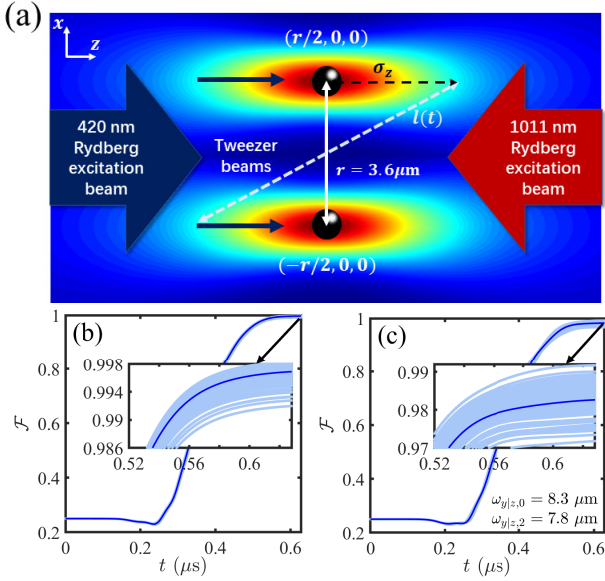 (a)
x
z
(r/2,0,0)
σ_z
l(t)
420 nm
Rydberg
excitation
beam
Tweezer
beams
r = 3.6μm
1011 nm
Rydberg
excitation
beam
(−r/2,0,0)
(b)
1
0.8
0.6
0.4
0.2
ℱ
0.998
0.994
0.99
0.986
0.52
0.56
0.6
0
0.2
0.4
0.6
t (μs)
(c)
1
0.8
0.6
0.4
0.2
ℱ
0.99
0.98
0.97
0.52
0.56
0.6
ω_{y|z,0} = 8.3 μm
ω_{y|z,2} = 7.8 μm
0
0.2
0.4
0.6
t (μs)